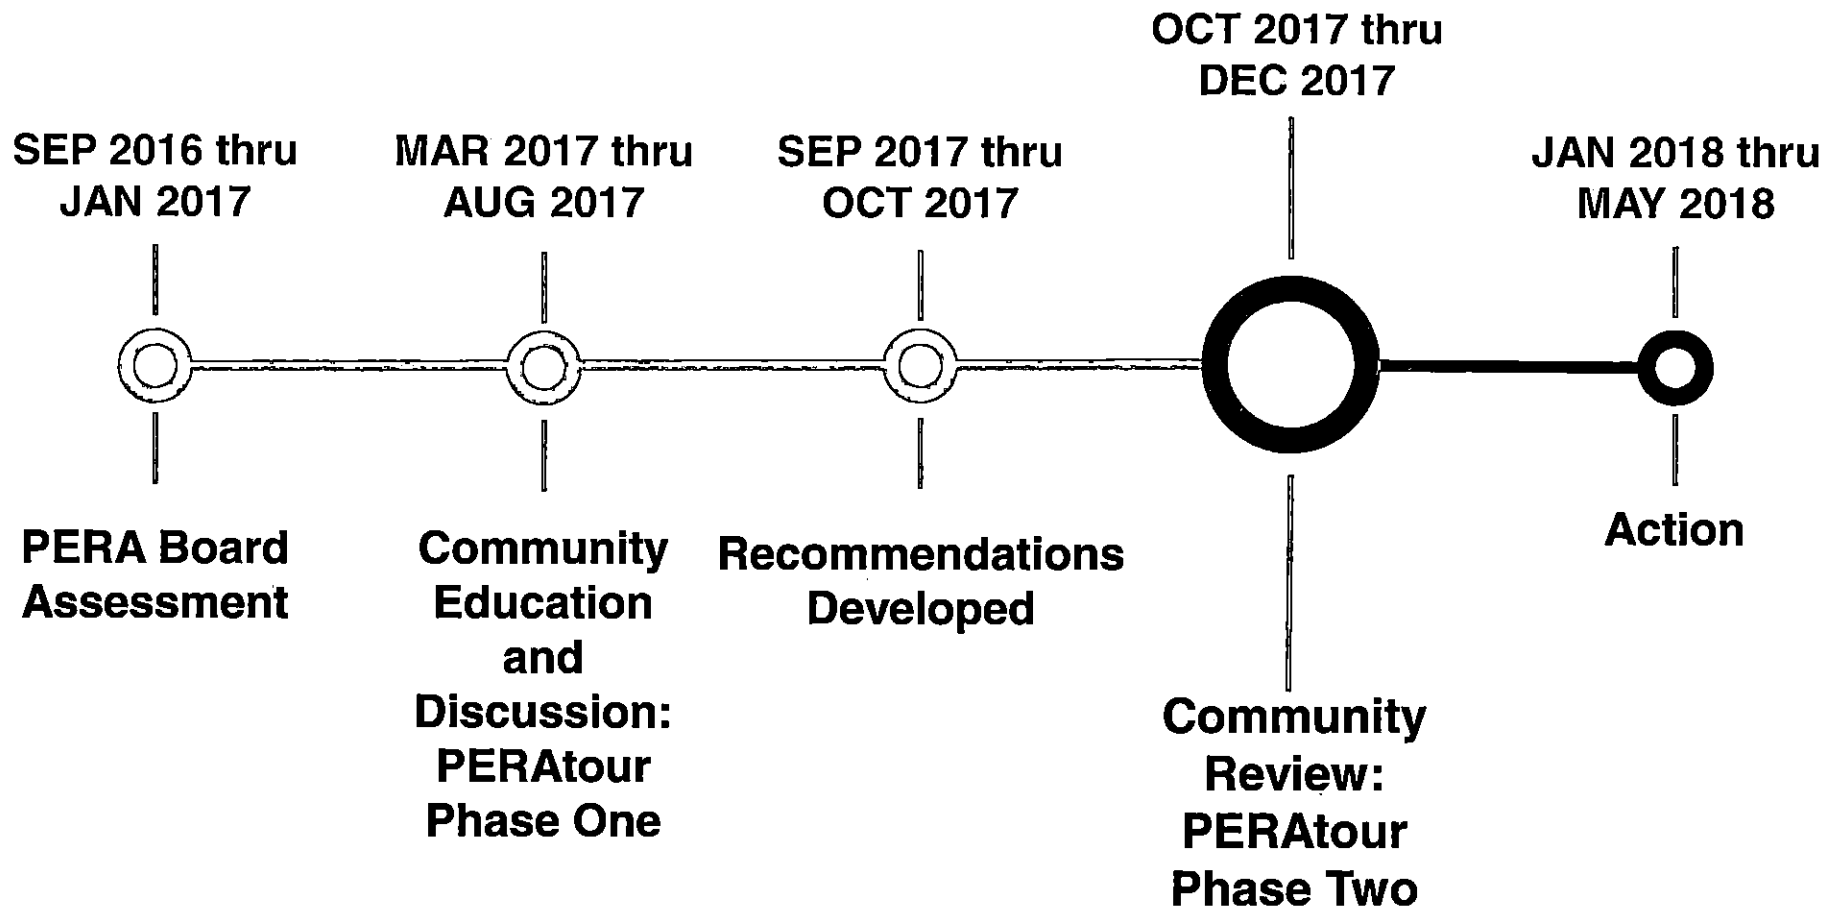 OCT 2017 thru
DEC 2017
SEP 2016 thru
JAN 2017
MAR 2017 thru
AUG 2017
SEP 2017 thru
OCT 2017
JAN 2018 thru
MAY 2018
PERA Board
Assessment
Community
Education
and
Discussion:
PERAtour
Phase One
Recommendations
Developed
Community
Review:
PERAtour
Phase Two
Action